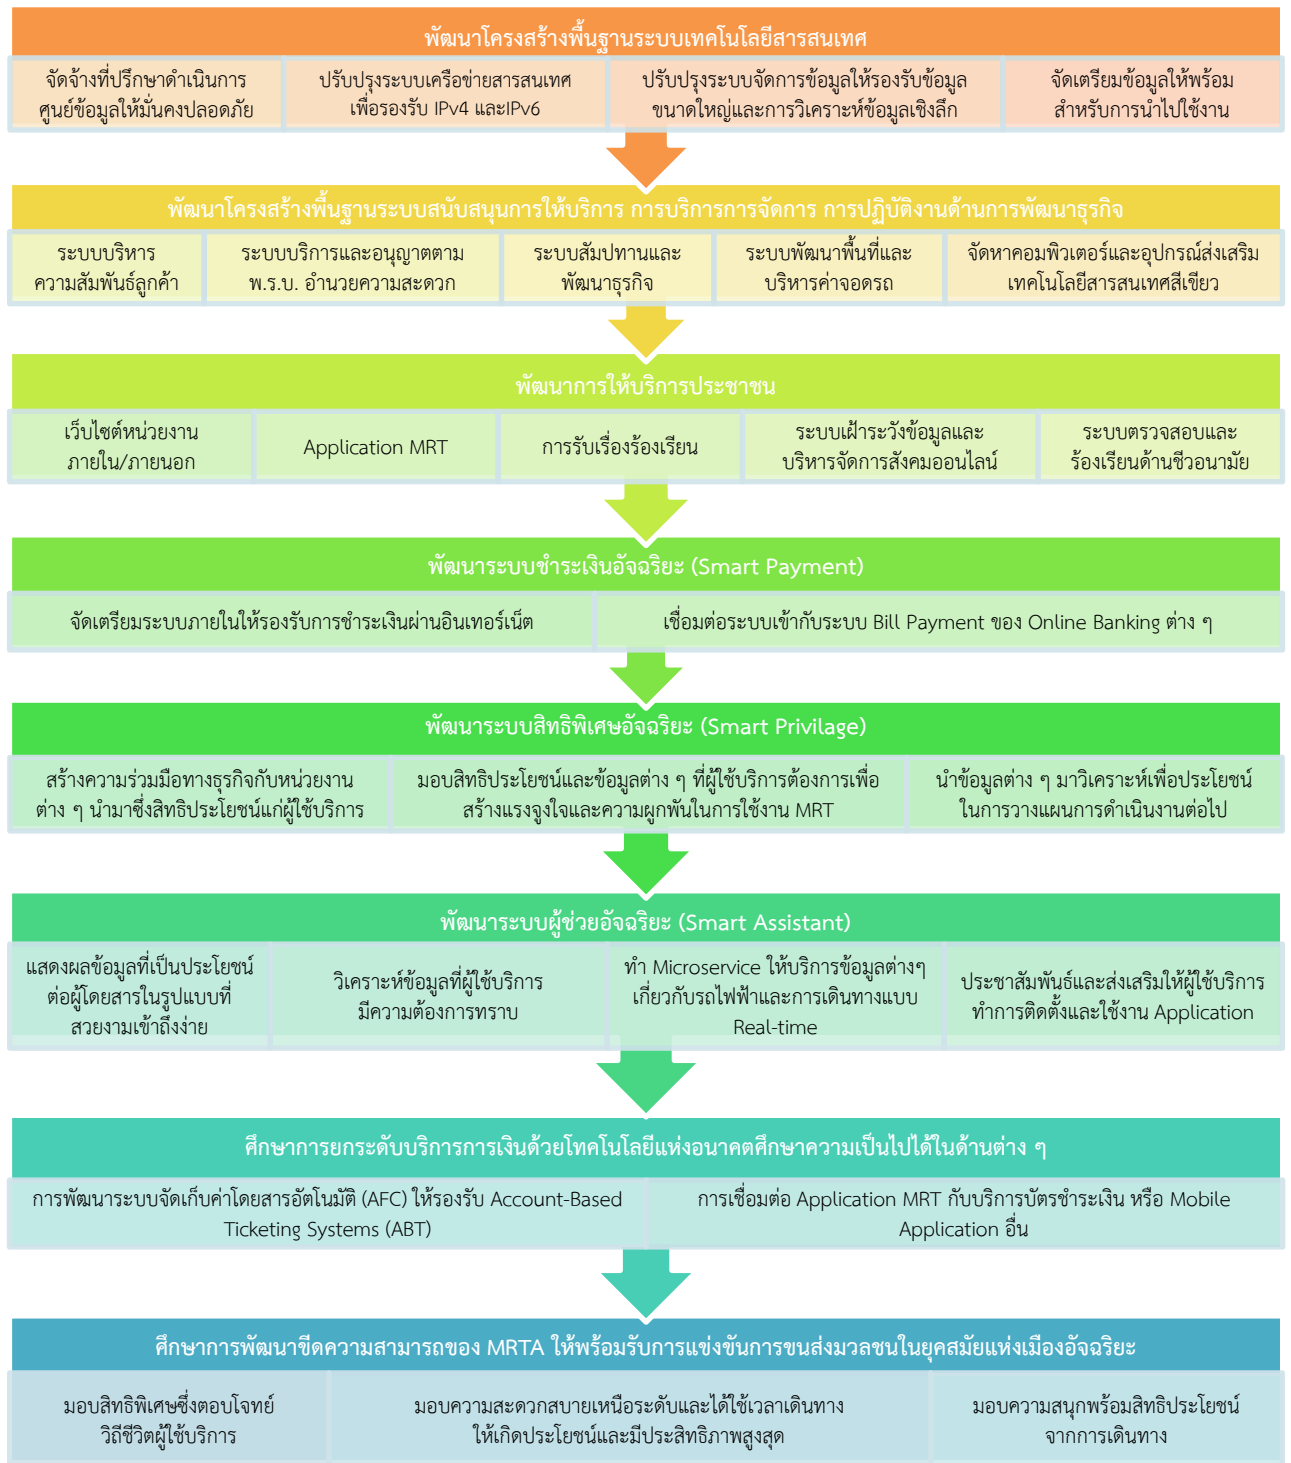 พัฒนาโครงสร้างพื้นฐานระบบเทคโนโลยีสารสนเทศ
จัดจ้างที่ปรึกษาดำเนินการ
ศูนย์ข้อมูลให้มั่นคงปลอดภัย
ปรับปรุงระบบเครือข่ายสารสนเทศ
เพื่อรองรับ IPv4 และIPv6
ปรับปรุงระบบจัดการข้อมูลให้รองรับข้อมูล
ขนาดใหญ่และการวิเคราะห์ข้อมูลเชิงลึก
จัดเตรียมข้อมูลให้พร้อม
สำหรับการนำไปใช้งาน
พัฒนาโครงสร้างพื้นฐานระบบสนับสนุนการให้บริการ การบริการการจัดการ การปฏิบัติงานด้านการพัฒนาธุรกิจ
ระบบบริหาร
ความสัมพันธ์ลูกค้า
ระบบบริการและอนุญาตตาม
พ.ร.บ. อำนวยความสะดวก
ระบบสัมปทานและ
พัฒนาธุรกิจ
ระบบพัฒนาพื้นที่และ
บริหารค่าจอดรถ
จัดหาคอมพิวเตอร์และอุปกรณ์ส่งเสริม
เทคโนโลยีสารสนเทศสีเขียว
พัฒนาการให้บริการประชาชน
เว็บไซต์หน่วยงาน
ภายใน/ภายนอก
Application MRT
การรับเรื่องร้องเรียน
ระบบเฝ้าระวังข้อมูลและ
บริหารจัดการสังคมออนไลน์
ระบบตรวจสอบและ
ร้องเรียนด้านชีวอนามัย
พัฒนาระบบชำระเงินอัจฉริยะ (Smart Payment)
จัดเตรียมระบบภายในให้รองรับการชำระเงินผ่านอินเทอร์เน็ต
เชื่อมต่อระบบเข้ากับระบบ Bill Payment ของ Online Banking ต่าง ๆ
พัฒนาระบบสิทธิพิเศษอัจฉริยะ (Smart Privilage)
สร้างความร่วมมือทางธุรกิจกับหน่วยงาน
ต่าง ๆ นำมาซึ่งสิทธิประโยชน์แก่ผู้ใช้บริการ
มอบสิทธิประโยชน์และข้อมูลต่าง ๆ ที่ผู้ใช้บริการต้องการเพื่อ
สร้างแรงจูงใจและความผูกพันในการใช้งาน MRT
นำข้อมูลต่าง ๆ มาวิเคราะห์เพื่อประโยชน์
ในการวางแผนการดำเนินงานต่อไป
พัฒนาระบบผู้ช่วยอัจฉริยะ (Smart Assistant)
แสดงผลข้อมูลที่เป็นประโยชน์
ต่อผู้โดยสารในรูปแบบที่
สวยงามเข้าถึงง่าย
วิเคราะห์ข้อมูลที่ผู้ใช้บริการ
มีความต้องการทราบ
ทำ Microservice ให้บริการข้อมูลต่างๆ
เกี่ยวกับรถไฟฟ้าและการเดินทางแบบ
Real-time
ประชาสัมพันธ์และส่งเสริมให้ผู้ใช้บริการ
ทำการติดตั้งและใช้งาน Application
ศึกษาการยกระดับบริการการเงินด้วยโทคโนโลยีแห่งอนาคตศึกษาความเป็นไปได้ในด้านต่าง ๆ
การพัฒนาระบบจัดเก็บค่าโดยสารอัตโนมัติ (AFC) ให้รองรับ Account-Based
Ticketing Systems (ABT)
การเชื่อมต่อ Application MRT กับบริการบัตรชำระเงิน หรือ Mobile
Application อื่น
ศึกษาการพัฒนาขีดความสามารถของ MRTA ให้พร้อมรับการแข่งขันการขนส่งมวลชนในยุคสมัยแห่งเมืองอัจฉริยะ
มอบสิทธิพิเศษซึ่งตอบโจทย์
วิถีชีวิตผู้ใช้บริการ
มอบความสะดวกสบายเหนือระดับและได้ใช้เวลาเดินทาง
ให้เกิดประโยชน์และมีประสิทธิภาพสูงสุด
มอบความสนุกพร้อมสิทธิประโยชน์
จากการเดินทาง